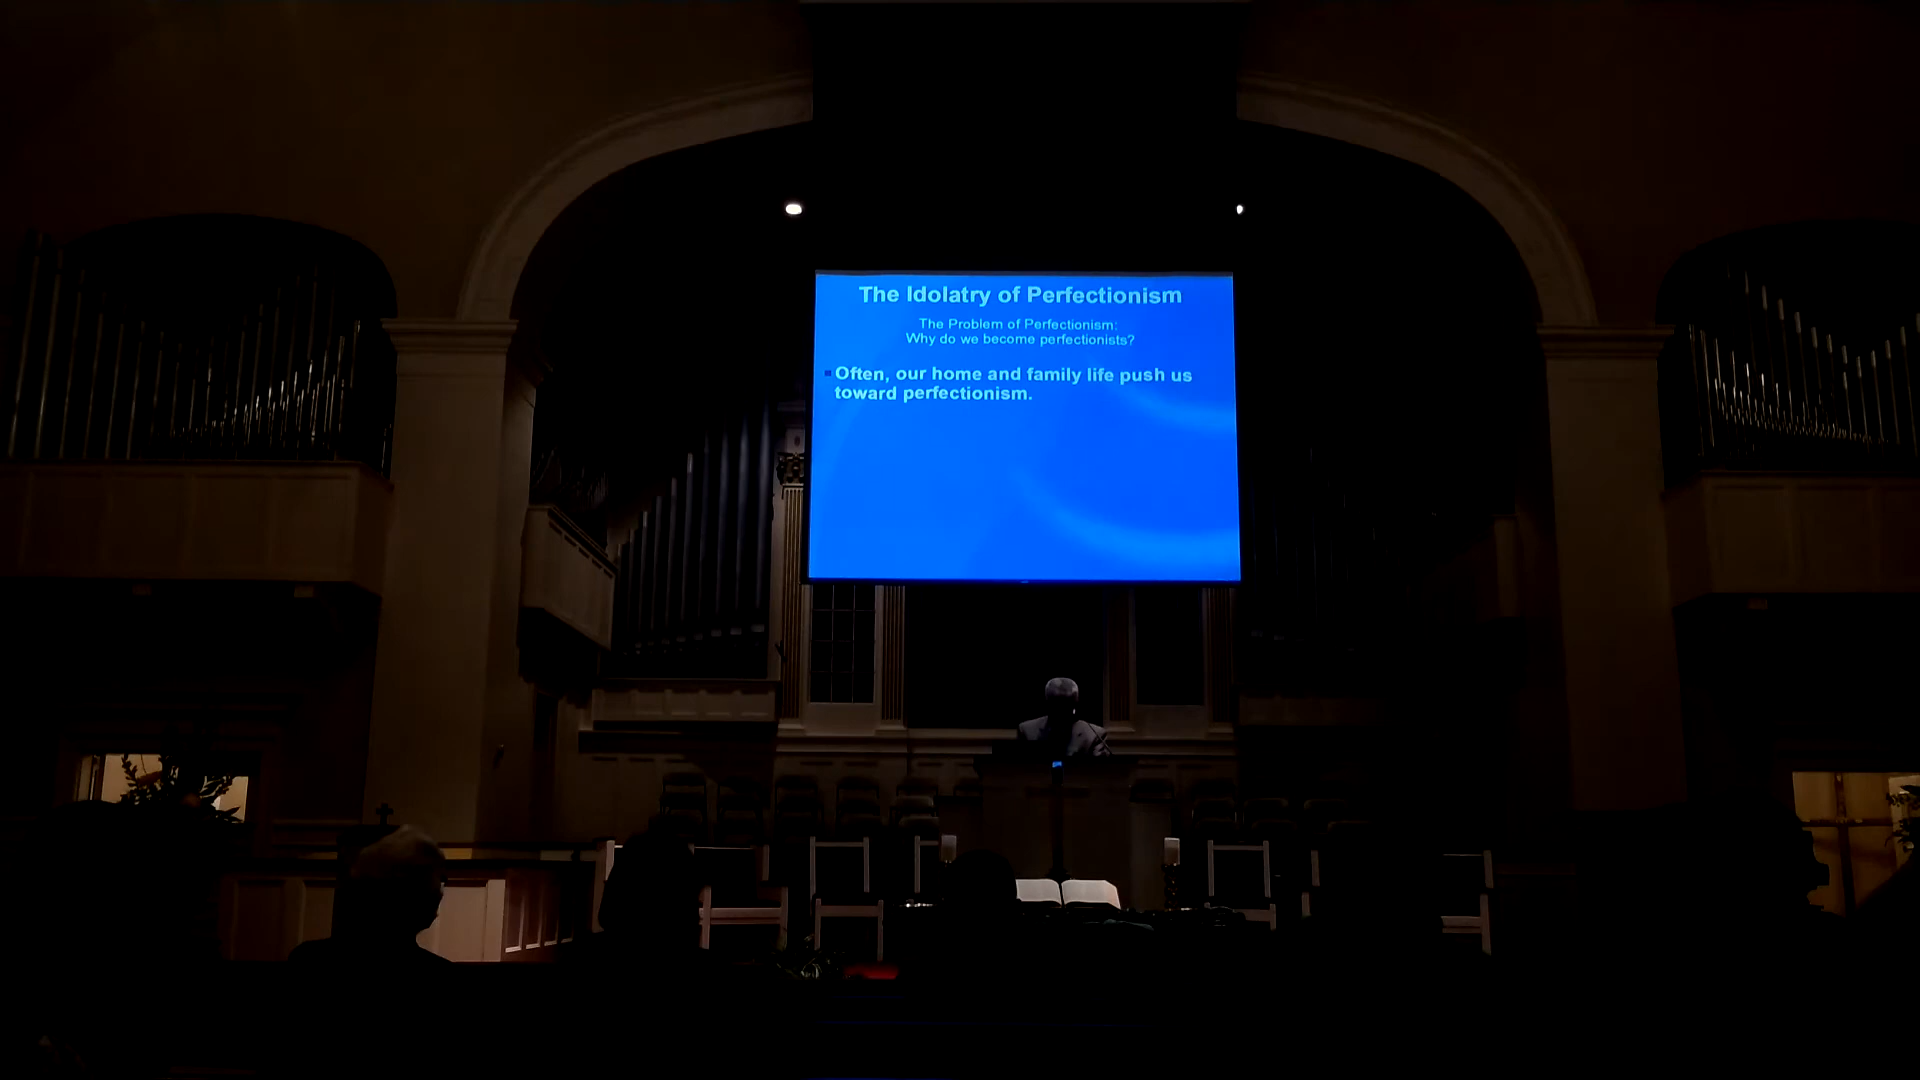 The Idolatry of Perfectionism
The Problem of Perfectionism:
Why do we become perfectionists?
Often, our home and family life push us
toward perfectionism.